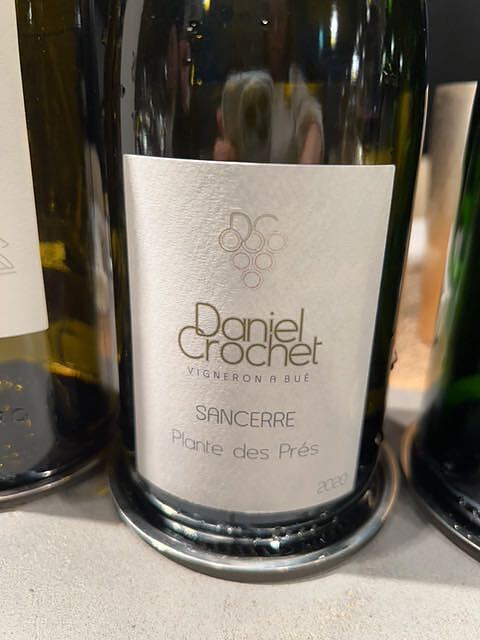 DC
Daniel
Crochet
VIGNERON A BUÉ
SANCERRE
Plante des Prés
2020